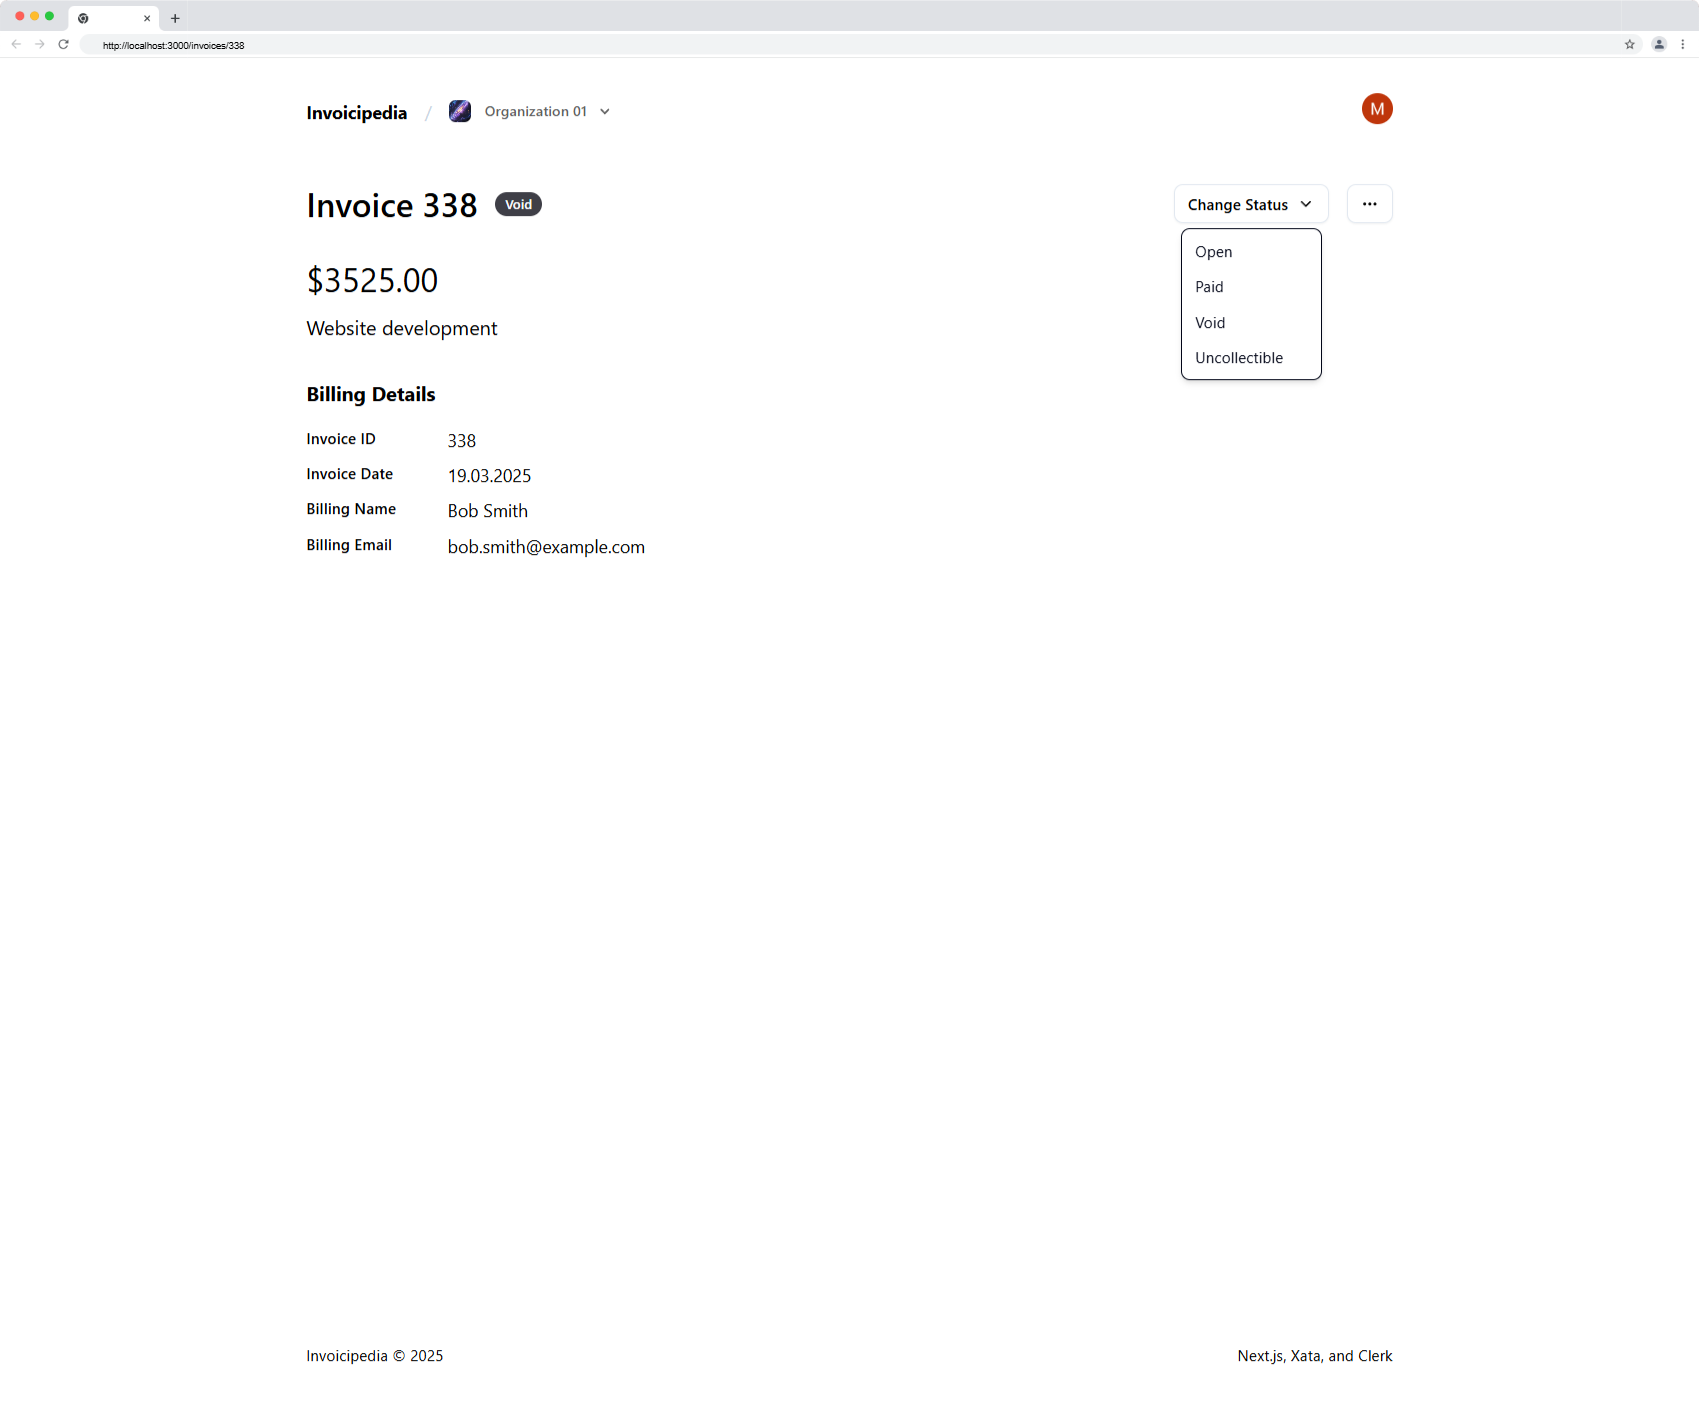 http://localhost:3000/invoices/338
Invoicipedia / Organization 01
M
Invoice 338 Void
Change Status
Open
Paid
Void
Uncollectible
$3525.00
Website development
Billing Details
Invoice ID 338
Invoice Date 19.03.2025
Billing Name Bob Smith
Billing Email bob.smith@example.com
Invoicipedia © 2025
Next.js, Xata, and Clerk